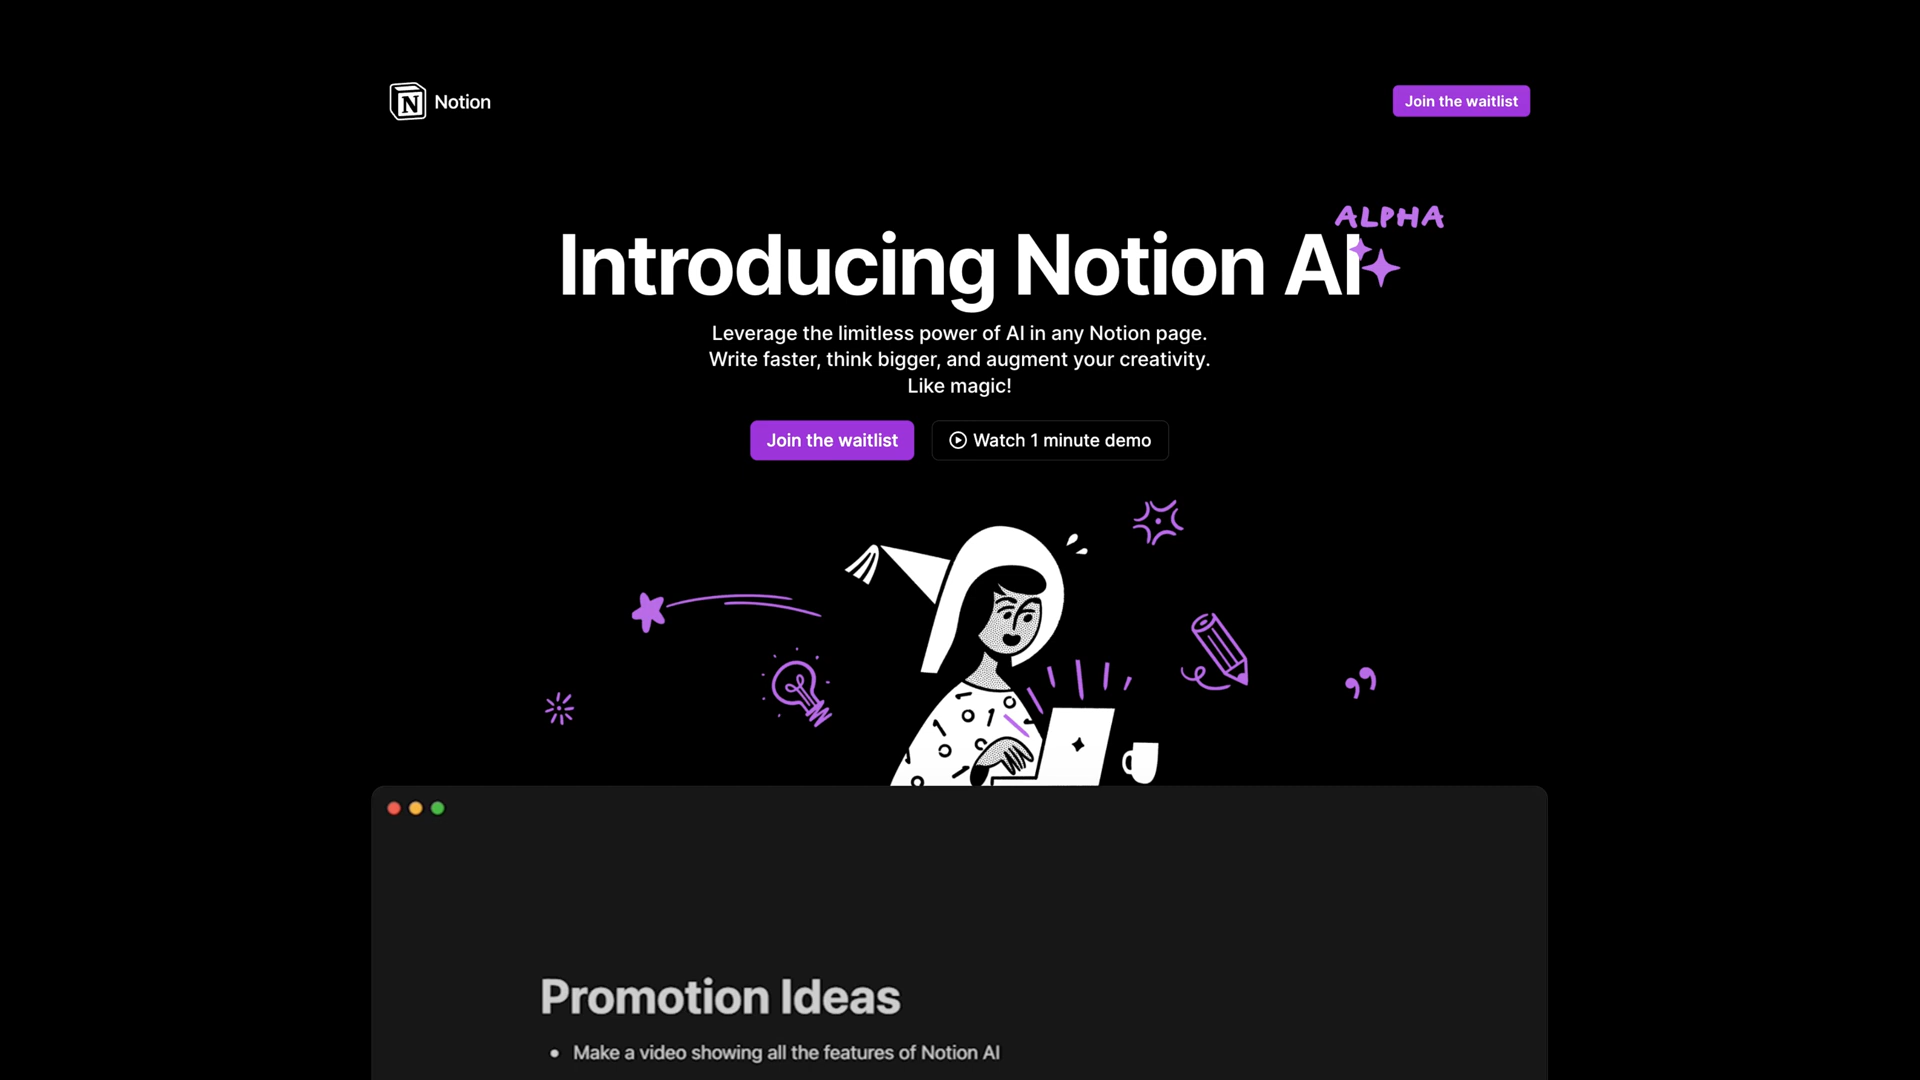 Notion
Join the waitlist
ALPHA
Introducing Notion AI
Leverage the limitless power of AI in any Notion page.
Write faster, think bigger, and augment your creativity.
Like magic!
Join the waitlist
Watch 1 minute demo
Promotion Ideas
• Make a video showing all the features of Notion AI